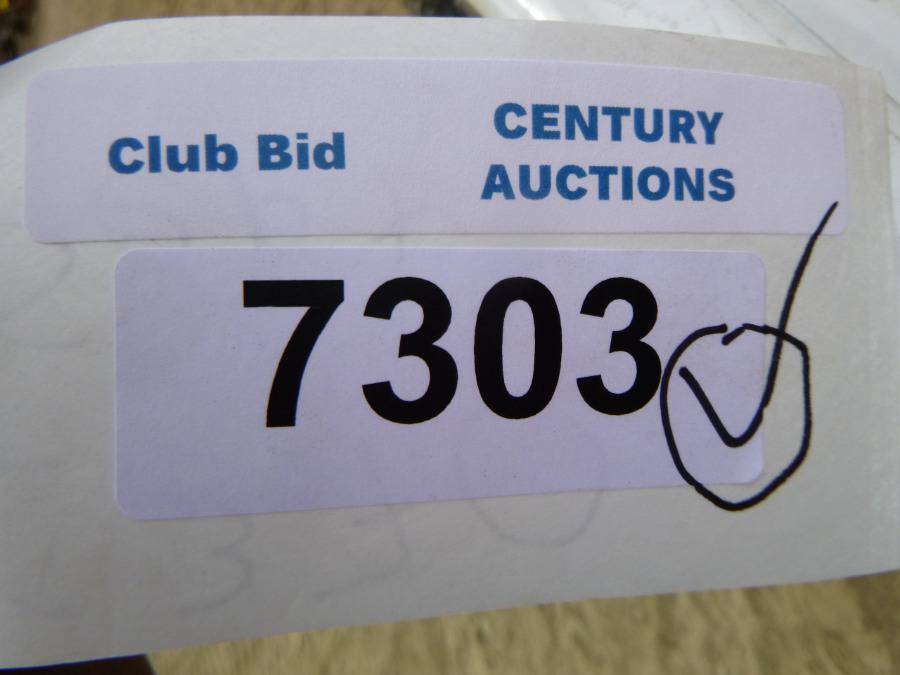 Club Bid
CENTURY
AUCTIONS
7303